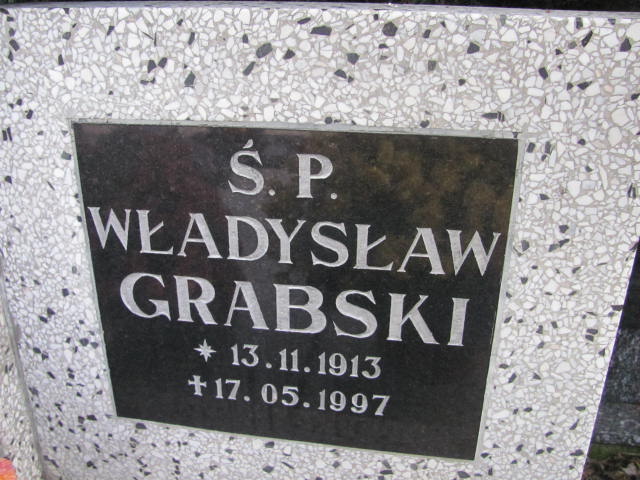 Ś. P.
WŁADYSŁAW
GRABSKI
* 13.11.1913
† 17.05.1997